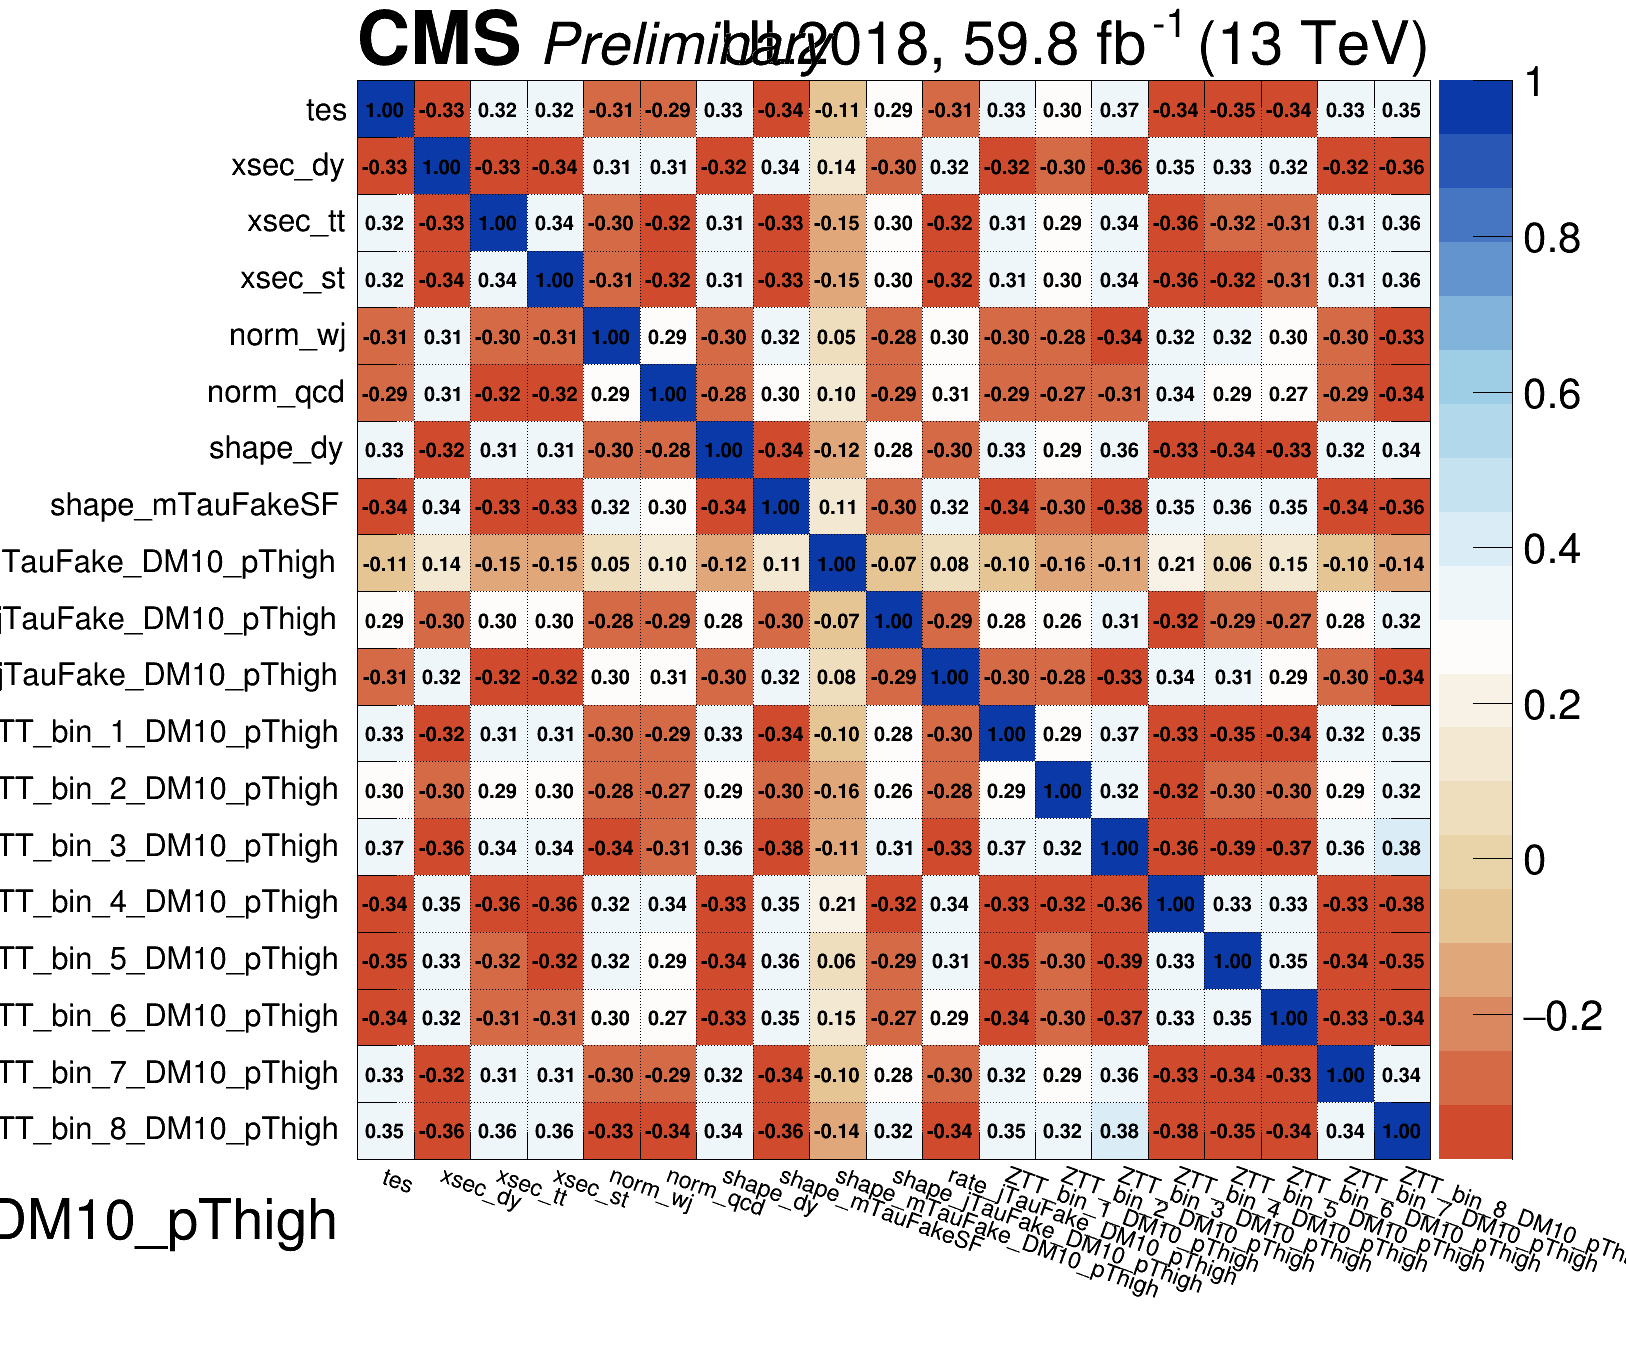 CMS Preliminary UL2018, 59.8 fb-1 (13 TeV)
tes 1.00 -0.33 0.32 0.32 -0.31 -0.29 0.33 -0.34 -0.11 0.29 -0.31 0.33 0.30 0.37 -0.34 -0.35 -0.34 0.33 0.35
xsec_dy -0.33 1.00 -0.33 -0.34 0.31 0.31 -0.32 0.34 0.14 -0.30 0.32 -0.32 -0.30 -0.36 0.35 0.33 0.32 -0.32 -0.36
xsec_tt 0.32 -0.33 1.00 0.34 -0.30 -0.32 0.31 -0.33 -0.15 0.30 -0.32 0.31 0.29 0.34 -0.36 -0.32 -0.31 0.31 0.36
xsec_st 0.32 -0.34 0.34 1.00 -0.31 -0.32 0.31 -0.33 -0.15 0.30 -0.32 0.31 0.30 0.34 -0.36 -0.32 -0.31 0.31 0.36
norm_wj -0.31 0.31 -0.30 -0.31 1.00 0.29 -0.30 0.32 0.05 -0.28 0.30 -0.30 -0.28 -0.34 0.32 0.32 0.30 -0.30 -0.33
norm_qcd -0.29 0.31 -0.32 -0.32 0.29 1.00 -0.28 0.30 0.10 -0.29 0.31 -0.29 -0.27 -0.31 0.34 0.29 0.27 -0.29 -0.34
shape_dy 0.33 -0.32 0.31 0.31 -0.30 -0.28 1.00 -0.34 -0.12 0.28 -0.30 0.33 0.29 0.36 -0.33 -0.34 -0.33 0.32 0.34
shape_mTauFakeSF -0.34 0.34 -0.33 -0.33 0.32 0.30 -0.34 1.00 0.11 -0.30 0.32 -0.34 -0.30 -0.38 0.35 0.36 0.35 -0.34 -0.36
TauFake_DM10_pThigh -0.11 0.14 -0.15 -0.15 0.05 0.10 -0.12 0.11 1.00 -0.07 0.08 -0.10 -0.16 -0.11 0.21 0.06 0.15 -0.10 -0.14
jTauFake_DM10_pThigh 0.29 -0.30 0.30 0.30 -0.28 -0.29 0.28 -0.30 -0.07 1.00 -0.29 0.28 0.26 0.31 -0.32 -0.29 -0.27 0.28 0.32
jTauFake_DM10_pThigh -0.31 0.32 -0.32 -0.32 0.30 0.31 -0.30 0.32 0.08 -0.29 1.00 -0.30 -0.28 -0.33 0.34 0.31 0.29 -0.30 -0.34
TT_bin_1_DM10_pThigh 0.33 -0.32 0.31 0.31 -0.30 -0.29 0.33 -0.34 -0.10 0.28 -0.30 1.00 0.29 0.37 -0.33 -0.35 -0.34 0.32 0.35
TT_bin_2_DM10_pThigh 0.30 -0.30 0.29 0.30 -0.28 -0.27 0.29 -0.30 -0.16 0.26 -0.28 0.29 1.00 0.32 -0.32 -0.30 -0.30 0.29 0.32
TT_bin_3_DM10_pThigh 0.37 -0.36 0.34 0.34 -0.34 -0.31 0.36 -0.38 -0.11 0.31 -0.33 0.37 0.32 1.00 -0.36 -0.39 -0.37 0.36 0.38
TT_bin_4_DM10_pThigh -0.34 0.35 -0.36 -0.36 0.32 0.34 -0.33 0.35 0.21 -0.32 0.34 -0.33 -0.32 -0.36 1.00 0.33 0.33 -0.33 -0.38
TT_bin_5_DM10_pThigh -0.35 0.33 -0.32 -0.32 0.32 0.29 -0.34 0.36 0.06 -0.29 0.31 -0.35 -0.30 -0.39 0.33 1.00 0.35 -0.34 -0.35
TT_bin_6_DM10_pThigh -0.34 0.32 -0.31 -0.31 0.30 0.27 -0.33 0.35 0.15 -0.27 0.29 -0.34 -0.30 -0.37 0.33 0.35 1.00 -0.33 -0.34
TT_bin_7_DM10_pThigh 0.33 -0.32 0.31 0.31 -0.30 -0.29 0.32 -0.34 -0.10 0.28 -0.30 0.32 0.29 0.36 -0.33 -0.34 -0.33 1.00 0.34
TT_bin_8_DM10_pThigh 0.35 -0.36 0.36 0.36 -0.33 -0.34 0.34 -0.36 -0.14 0.32 -0.34 0.35 0.32 0.38 -0.38 -0.35 -0.34 0.34 1.00
1
0.8
0.6
0.4
0.2
0
−0.2
tes
xsec_dy
xsec_tt
xsec_st
norm_wj
norm_qcd
shape_dy
shape_mTauFakeSF
shape_mTauFake_DM10_pThigh
shape_jTauFake_DM10_pThigh
rate_jTauFake_DM10_pThigh
ZTT_bin_1_DM10_pThigh
ZTT_bin_2_DM10_pThigh
ZTT_bin_3_DM10_pThigh
ZTT_bin_4_DM10_pThigh
ZTT_bin_5_DM10_pThigh
ZTT_bin_6_DM10_pThigh
ZTT_bin_7_DM10_pThigh
ZTT_bin_8_DM10_pTh
DM10_pThigh